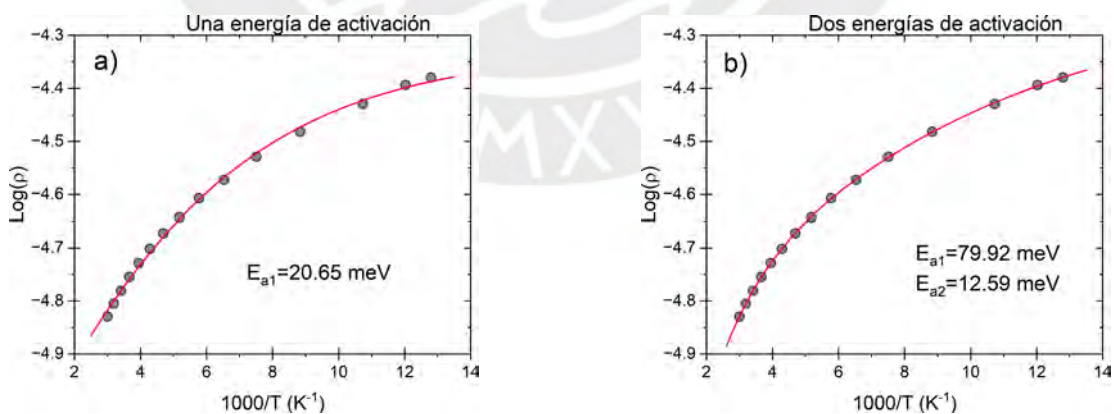 Una energía de activación
a)
−4.3
−4.4
−4.5
−4.6
−4.7
−4.8
−4.9
Log(ρ)
E_a1=20.65 meV
2 4 6 8 10 12 14
1000/T (K⁻¹)
MXV
Dos energías de activación
b)
−4.3
−4.4
−4.5
−4.6
−4.7
−4.8
−4.9
Log(ρ)
E_a1=79.92 meV
E_a2=12.59 meV
2 4 6 8 10 12 14
1000/T (K⁻¹)